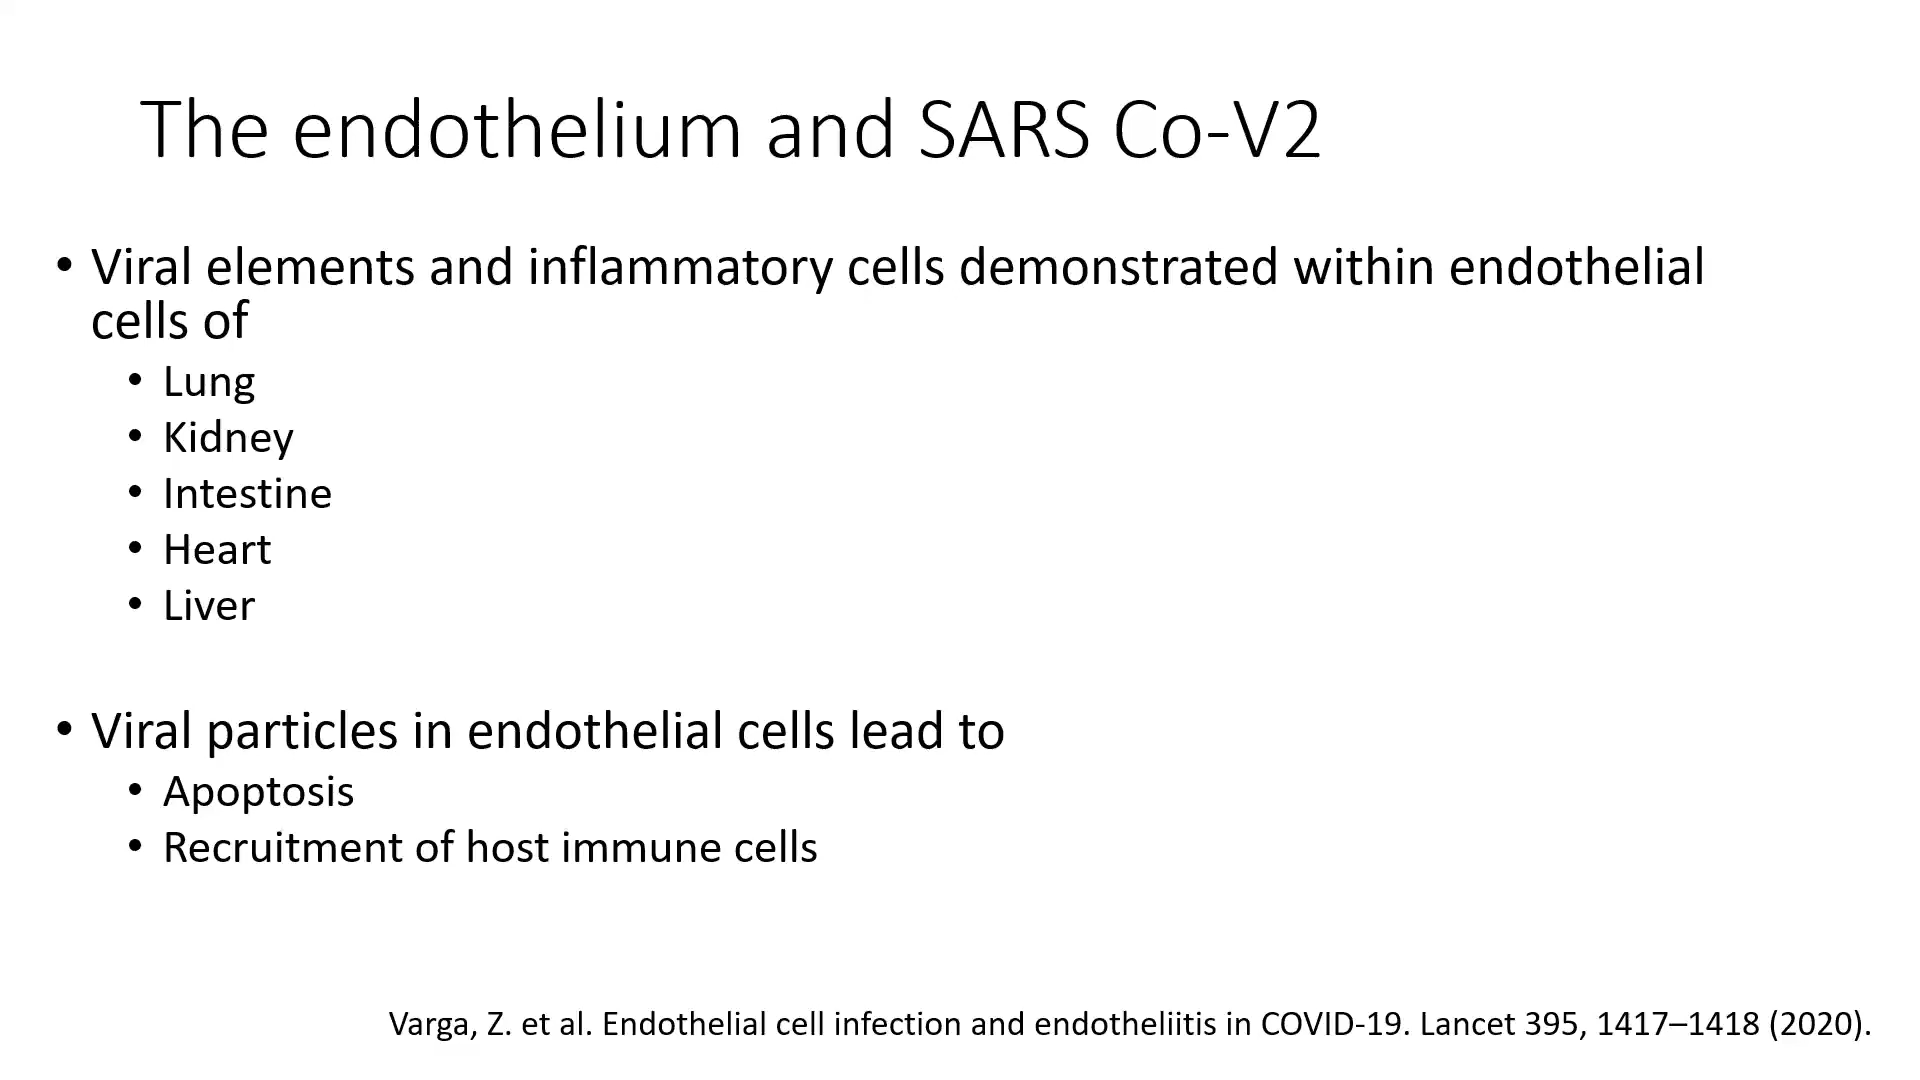 The endothelium and SARS Co-V2
• Viral elements and inflammatory cells demonstrated within endothelial
cells of
• Lung
• Kidney
• Intestine
• Heart
• Liver
• Viral particles in endothelial cells lead to
• Apoptosis
• Recruitment of host immune cells
Varga, Z. et al. Endothelial cell infection and endotheliitis in COVID-19. Lancet 395, 1417–1418 (2020).